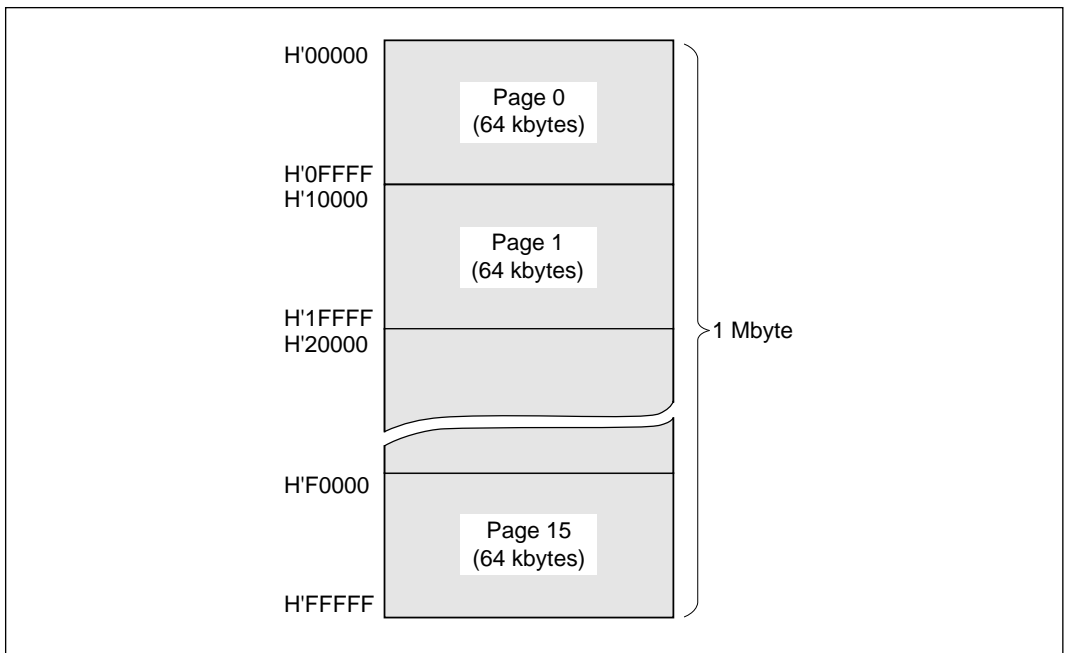 H'00000
Page 0
(64 kbytes)
H'0FFFF
H'10000
Page 1
(64 kbytes)
H'1FFFF
H'20000
1 Mbyte
H'F0000
Page 15
(64 kbytes)
H'FFFFF